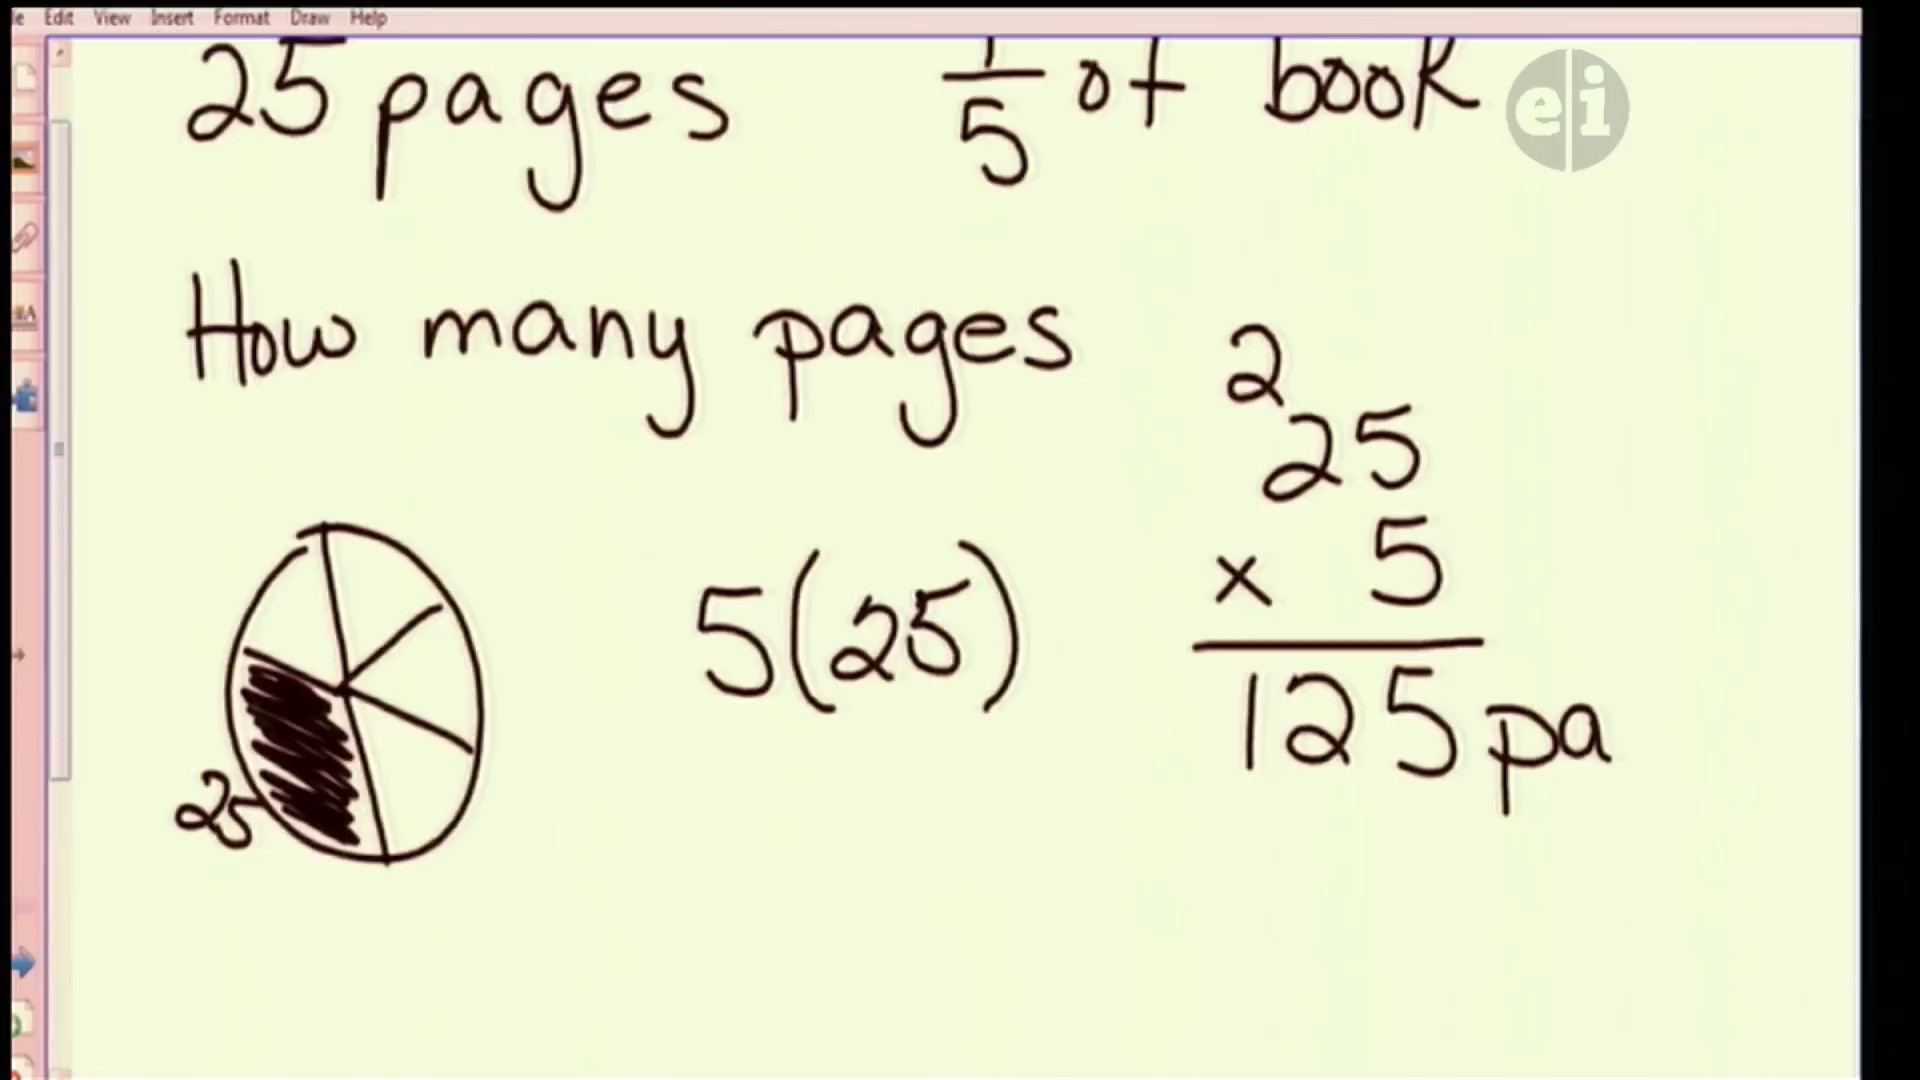 Edit View Insert Format Draw Help
25 pages 1/5 of book
ei
How many pages
2
25
x 5
125 pa
5(25)
25